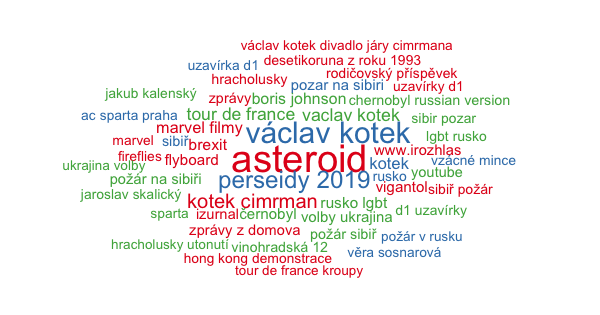 václav kotek divadlo járy cimrmana
desetikoruna z roku 1993
uzavírka d1
rodičovský příspěvek
hracholusky
pozar na sibiri
uzavírky d1
jakub kalenský
zprávy
boris johnson
chernobyl russian version
ac sparta praha
tour de france
vaclav kotek
sibir pozar
marvel filmy
václav kotek
lgbt rusko
marvel
sibiř
brexit
www.irozhlas
fireflies
flyboard
asteroid
kotek
vzácné mince
ukrajina volby
rusko
youtube
požár na sibiři
perseidy 2019
vigantol
sibiř požár
jaroslav skalický
kotek cimrman
rusko lgbt
sparta
izurnal
černobyl
volby ukrajina
d1 uzavírky
zprávy z domova
požár sibiř
požár v rusku
hracholusky utonutí
vinohradská 12
věra sosnarová
hong kong demonstrace
tour de france kroupy